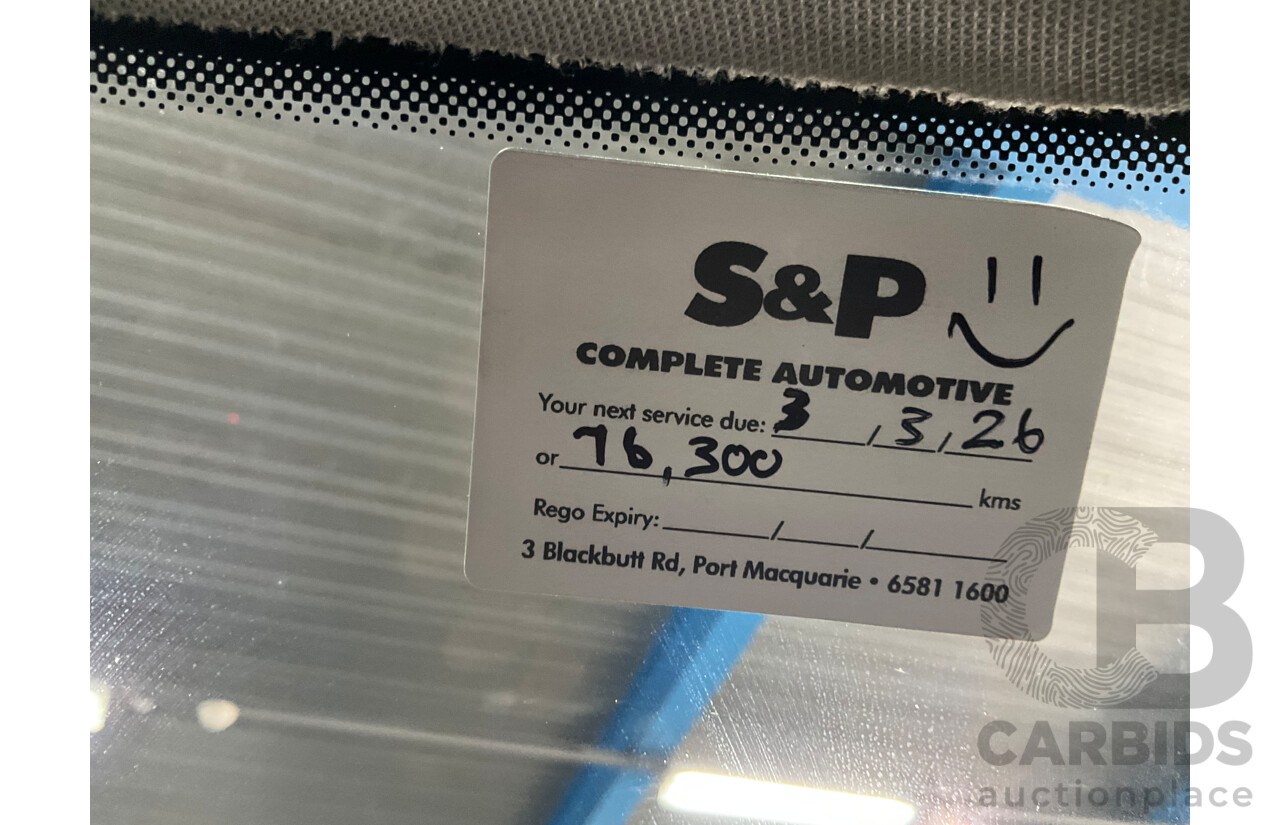 S&P
COMPLETE AUTOMOTIVE
Your next service due: 3 / 3 / 26
or 76,300 kms
Rego Expiry: / /
3 Blackbutt Rd, Port Macquarie • 6581 1600
CB
CARBIDS
auctionplace